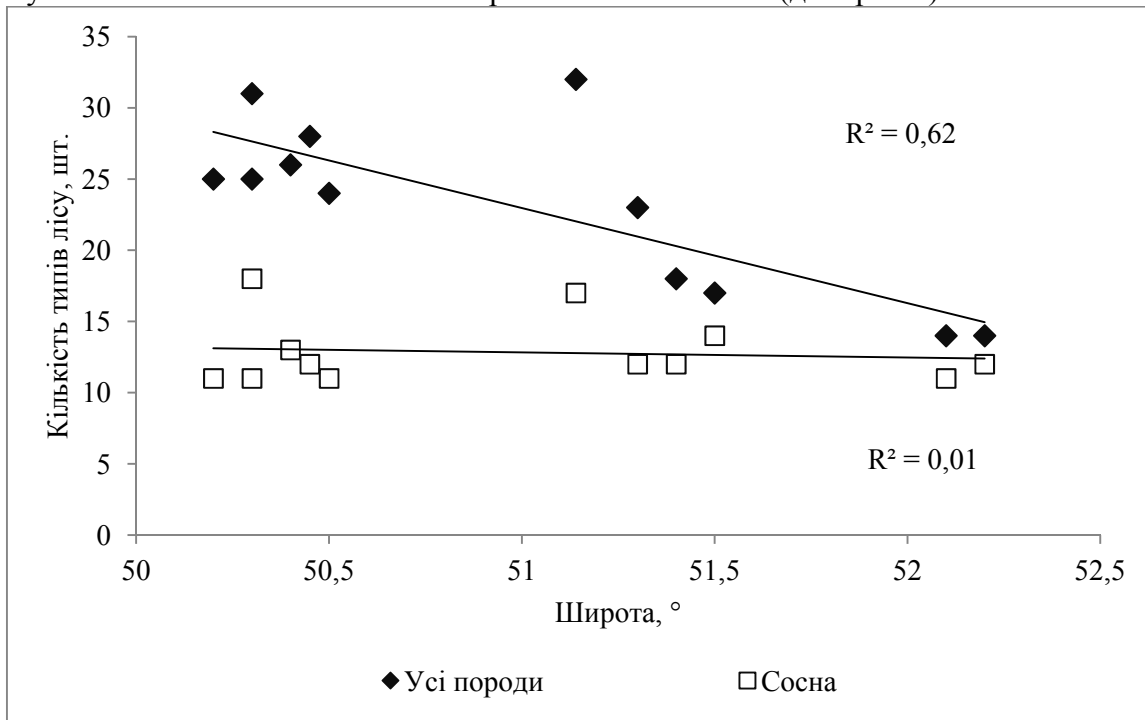 35
30
25
20
15
10
5
0
Кількість типів лісу, шт.
R² = 0,62
R² = 0,01
50 50,5 51 51,5 52 52,5
Широта, °
Усі породи Сосна